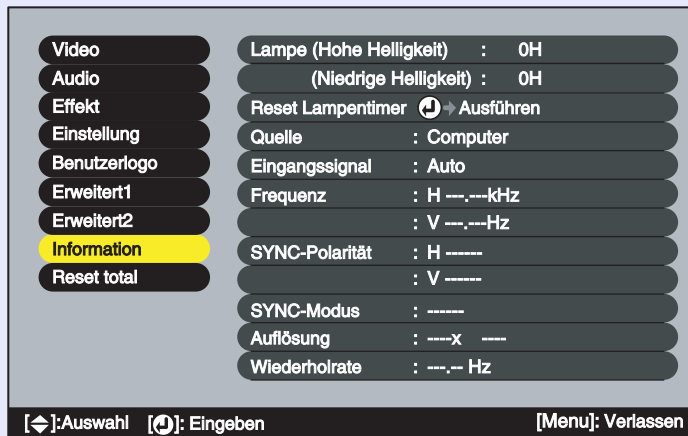 Video
Audio
Effekt
Einstellung
Benutzerlogo
Erweitert1
Erweitert2
Information
Reset total
Lampe (Hohe Helligkeit) : 0H
(Niedrige Helligkeit) : 0H
Reset Lampentimer Ausführen
Quelle : Computer
Eingangssignal : Auto
Frequenz : H ---.---kHz
: V ---.---Hz
SYNC-Polarität : H ------
: V ------
SYNC-Modus : ------
Auflösung : ----x ----
Wiederholrate : ---.-- Hz
[ ]:Auswahl [ ]: Eingeben [Menu]: Verlassen